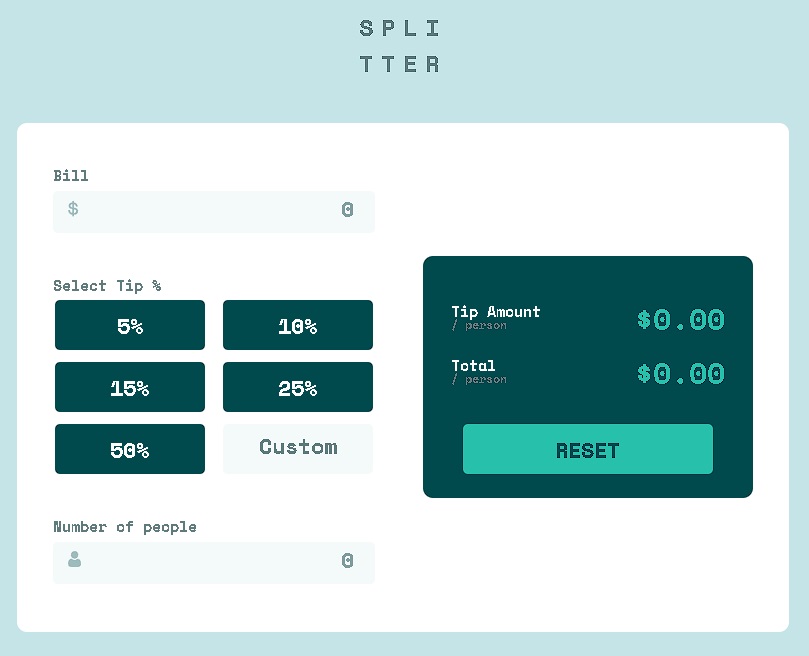 SPLI
TTER
Bill
$ 0
Select Tip %
5% 10%
15% 25%
50% Custom
Number of people
0
Tip Amount
/ person
$0.00
Total
/ person
$0.00
RESET